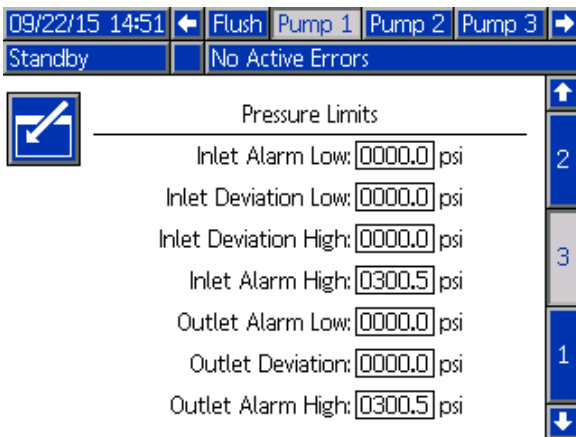 09/22/15 14:51 Flush Pump 1 Pump 2 Pump 3
Standby No Active Errors
Pressure Limits
Inlet Alarm Low: 0000.0 psi
2
Inlet Deviation Low: 0000.0 psi
Inlet Deviation High: 0000.0 psi
3
Inlet Alarm High: 0300.5 psi
Outlet Alarm Low: 0000.0 psi
1
Outlet Deviation: 0000.0 psi
Outlet Alarm High: 0300.5 psi